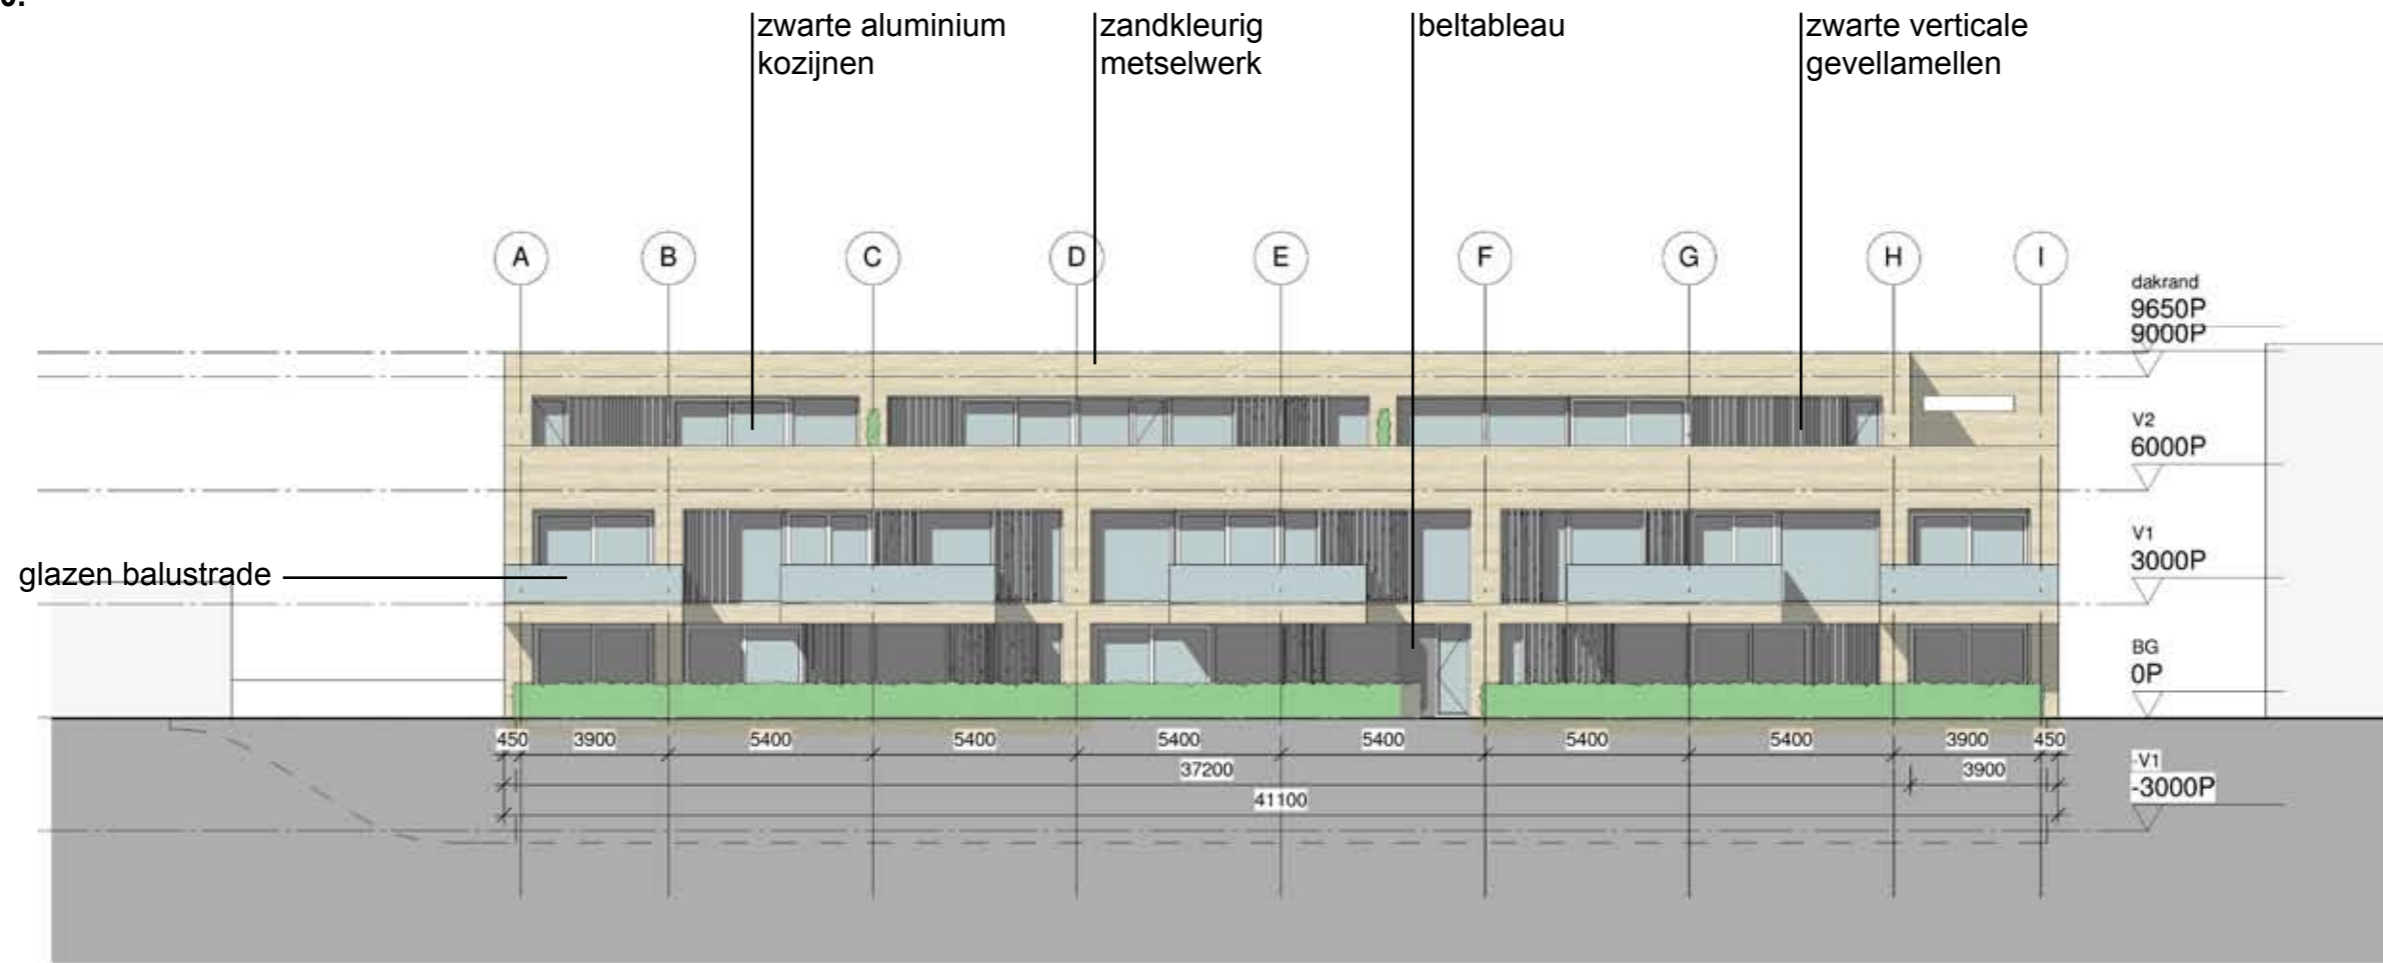 zwarte aluminium
kozijnen
zandkleurig
metselwerk
beltableau
zwarte verticale
gevellamellen
A B C D E F G H I
dakrand
9650P
9000P
V2
6000P
V1
3000P
glazen balustrade
BG
0P
450 3900 5400 5400 5400 5400 5400 5400 3900 450
37200 3900
41100
-V1
-3000P